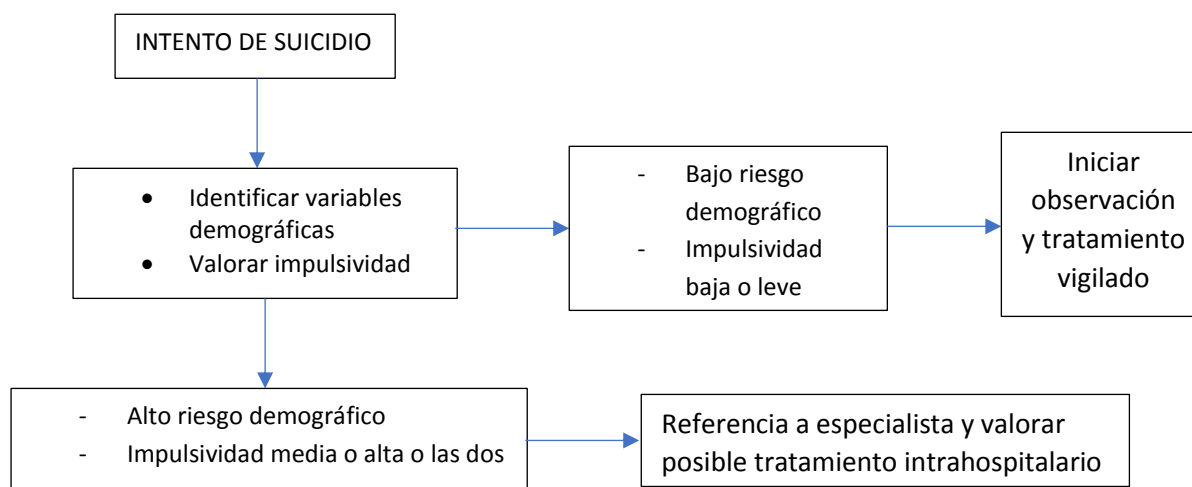 INTENTO DE SUICIDIO
• Identificar variables
demográficas
• Valorar impulsividad
- Bajo riesgo
demográfico
- Impulsividad
baja o leve
Iniciar
observación
y tratamiento
vigilado
- Alto riesgo demográfico
- Impulsividad media o alta o las dos
Referencia a especialista y valorar
posible tratamiento intrahospitalario